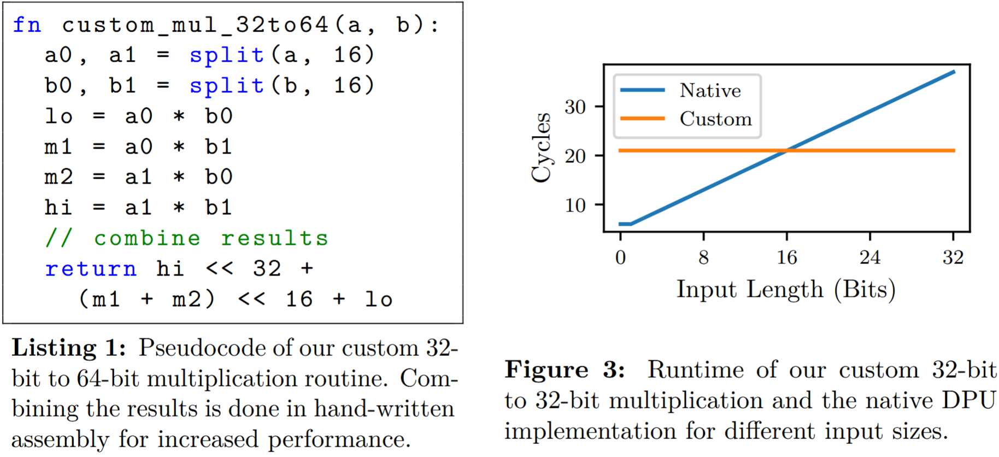 fn custom_mul_32to64(a, b):
a0, a1 = split(a, 16)
b0, b1 = split(b, 16)
lo = a0 * b0
m1 = a0 * b1
m2 = a1 * b0
hi = a1 * b1
// combine results
return hi << 32 +
(m1 + m2) << 16 + lo
Listing 1: Pseudocode of our custom 32-
bit to 64-bit multiplication routine. Com-
bining the results is done in hand-written
assembly for increased performance.
Native
Custom
Cycles
30
20
10
0 8 16 24 32
Input Length (Bits)
Figure 3: Runtime of our custom 32-bit
to 32-bit multiplication and the native DPU
implementation for different input sizes.